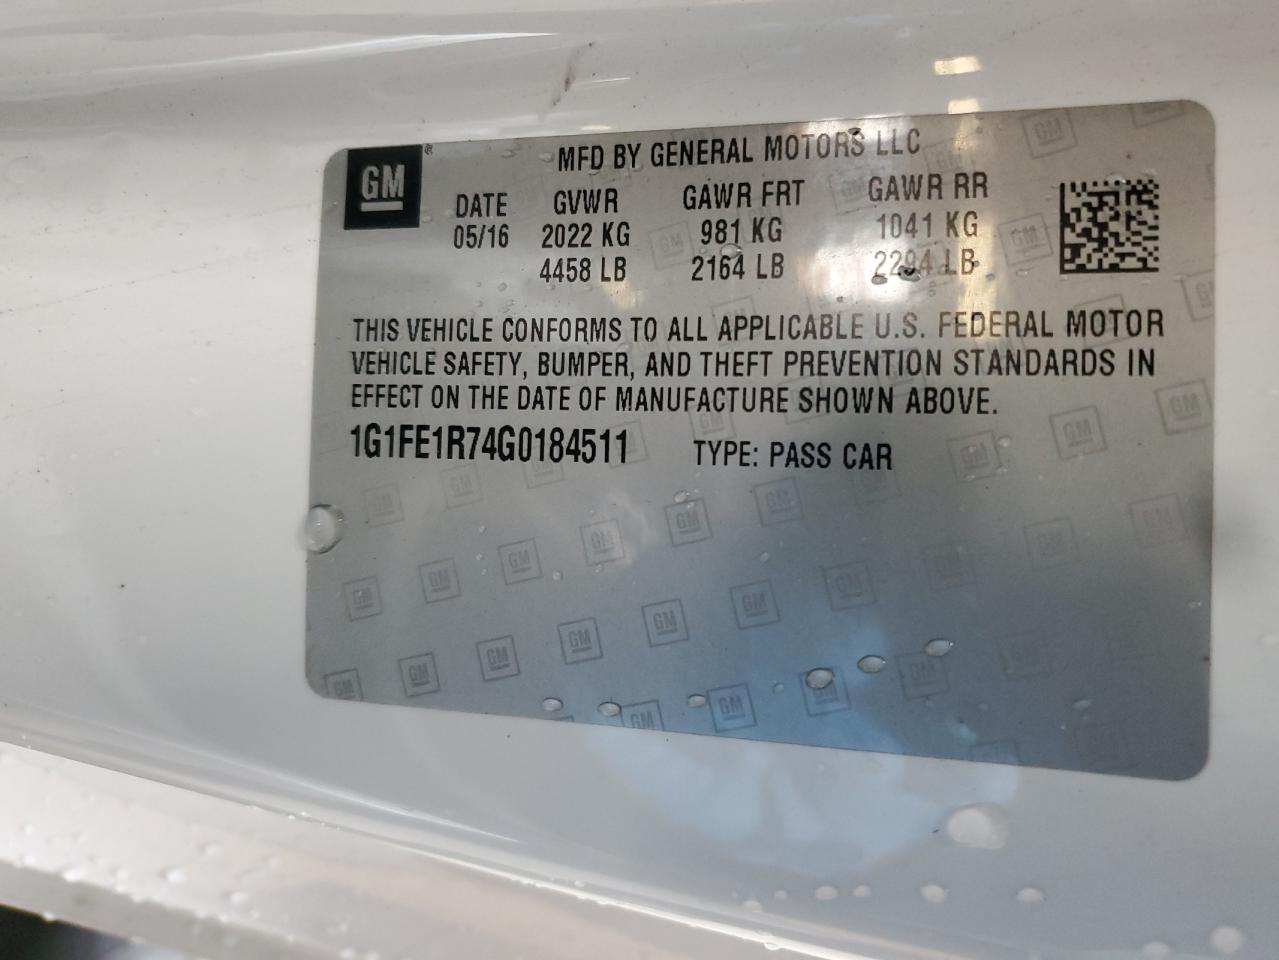 GM
MFD BY GENERAL MOTORS LLC
DATE GVWR GAWR FRT GAWR RR
05/16 2022 KG 981 KG 1041 KG
4458 LB 2164 LB 2294 LB
THIS VEHICLE CONFORMS TO ALL APPLICABLE U.S. FEDERAL MOTOR
VEHICLE SAFETY, BUMPER, AND THEFT PREVENTION STANDARDS IN
EFFECT ON THE DATE OF MANUFACTURE SHOWN ABOVE.
1G1FE1R74G0184511 TYPE: PASS CAR